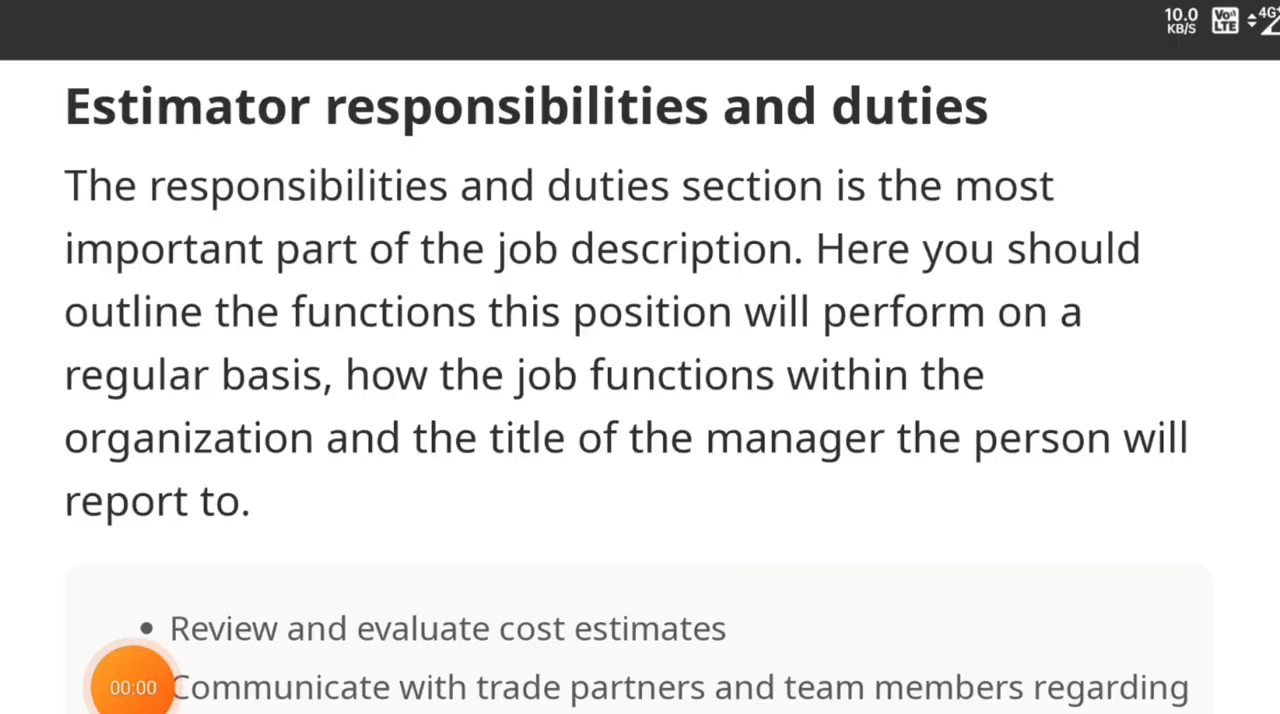 10.0
KB/S
Vo
LTE
4G
Estimator responsibilities and duties
The responsibilities and duties section is the most
important part of the job description. Here you should
outline the functions this position will perform on a
regular basis, how the job functions within the
organization and the title of the manager the person will
report to.
• Review and evaluate cost estimates
00:00
Communicate with trade partners and team members regarding